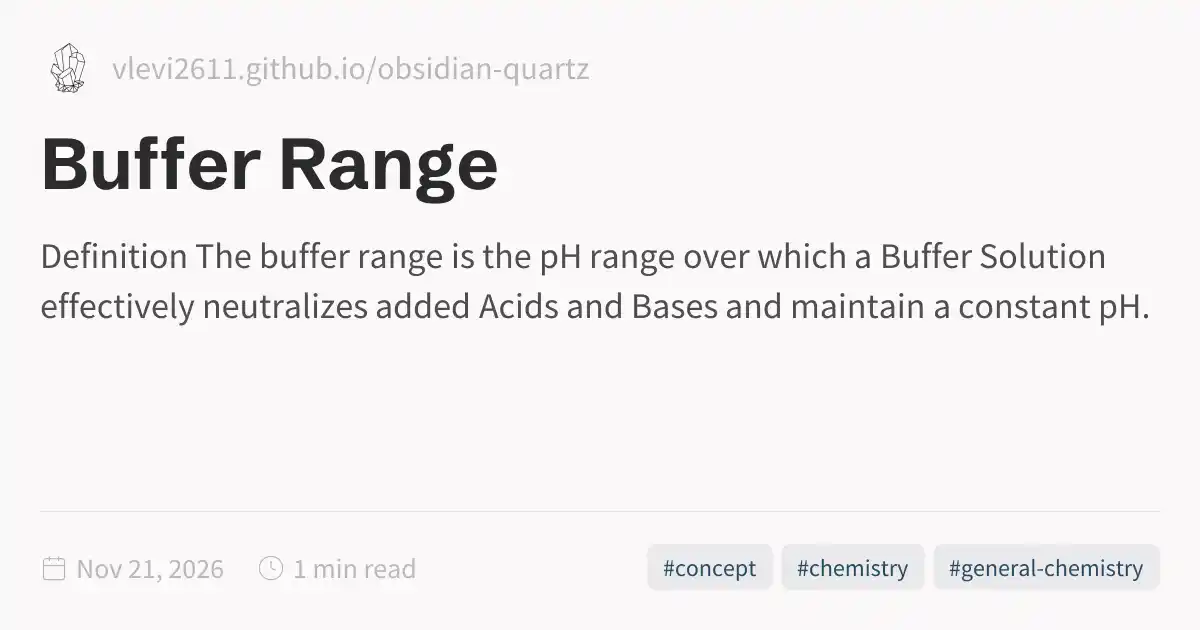 vlevi2611.github.io/obsidian-quartz
Buffer Range
Definition The buffer range is the pH range over which a Buffer Solution
effectively neutralizes added Acids and Bases and maintain a constant pH.
Nov 21, 2026 1 min read #concept #chemistry #general-chemistry